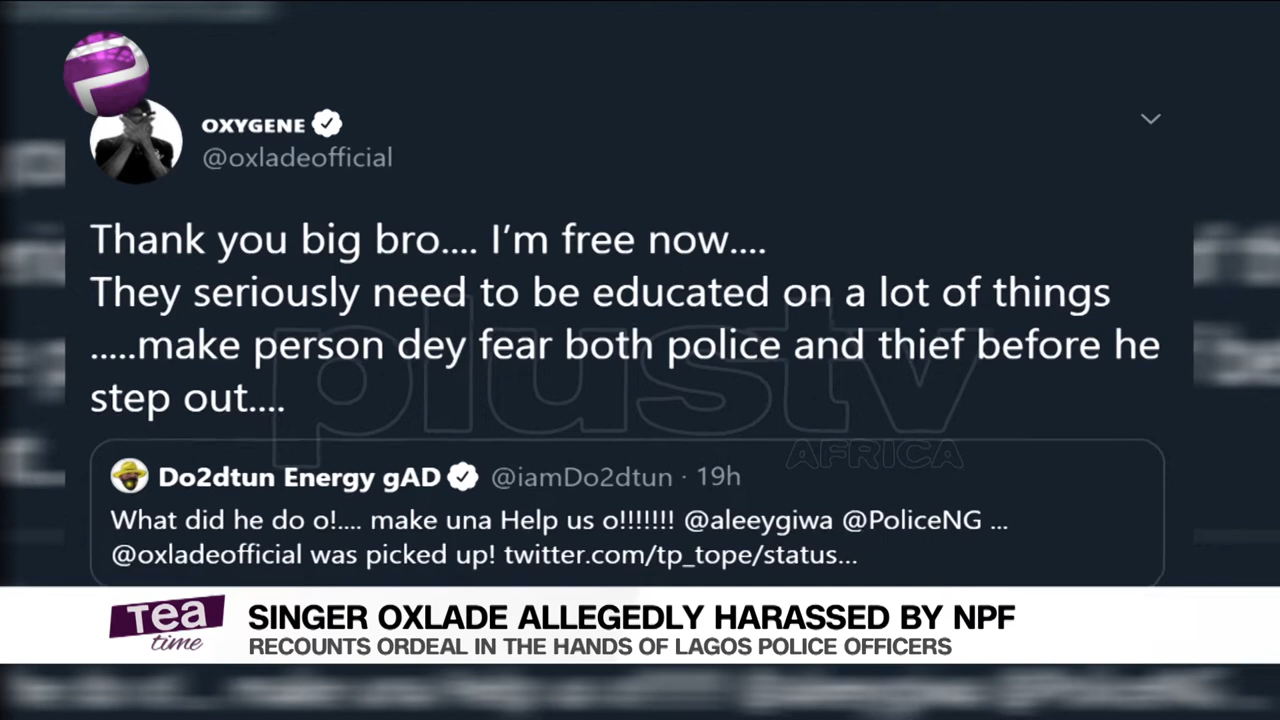 OXYGENE
@oxladeofficial
Thank you big bro.... I'm free now....
They seriously need to be educated on a lot of things
.....make person dey fear both police and thief before he
step out....
plustv
AFRICA
Do2dtun Energy gAD @iamDo2dtun · 19h
What did he do o!.... make una Help us o!!!!!!! @aleeygiwa @PoliceNG ...
@oxladeofficial was picked up! twitter.com/tp_tope/status...
Tea
time
SINGER OXLADE ALLEGEDLY HARASSED BY NPF
RECOUNTS ORDEAL IN THE HANDS OF LAGOS POLICE OFFICERS